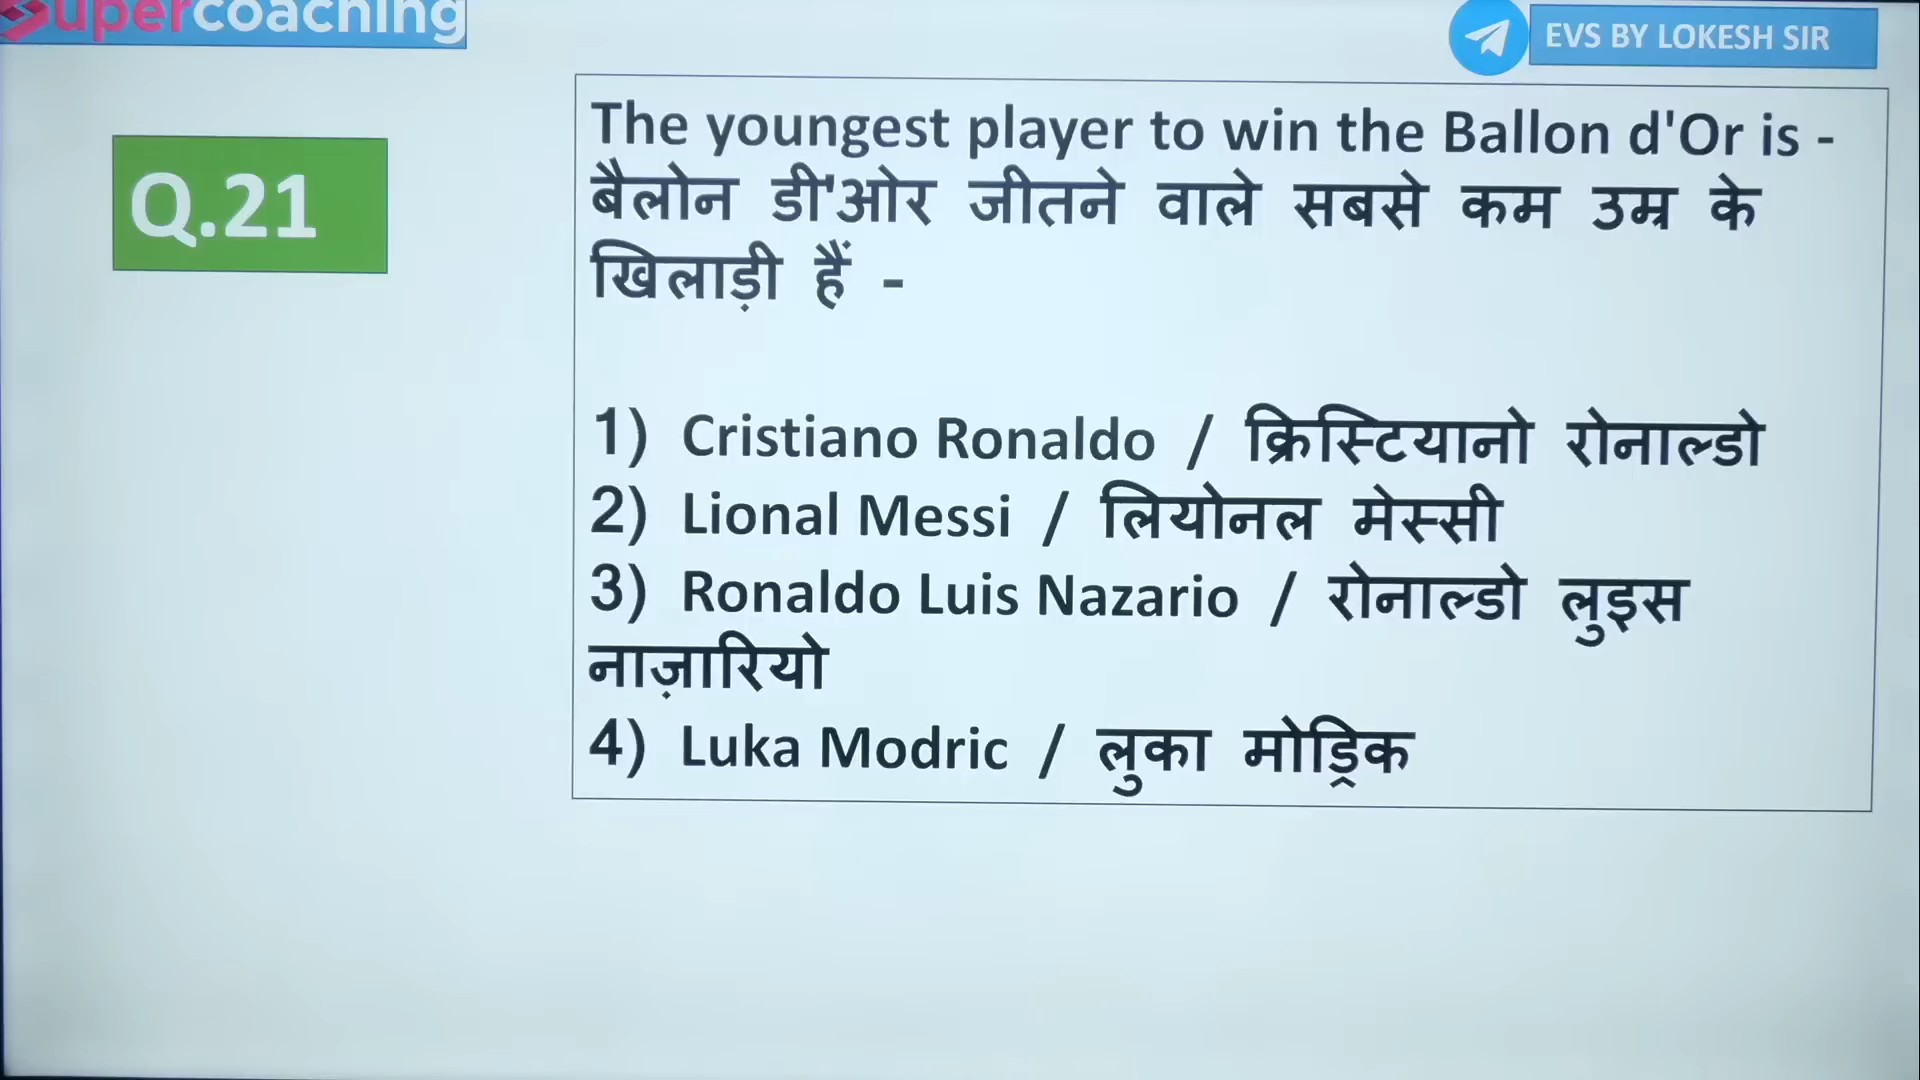 Supercoaching
EVS BY LOKESH SIR
Q.21
The youngest player to win the Ballon d'Or is -
बैलोन डी'ओर जीतने वाले सबसे कम उम्र के
खिलाड़ी हैं -
1) Cristiano Ronaldo / क्रिस्टियानो रोनाल्डो
2) Lional Messi / लियोनल मेस्सी
3) Ronaldo Luis Nazario / रोनाल्डो लुइस
नाज़ारियो
4) Luka Modric / लुका मोड्रिक